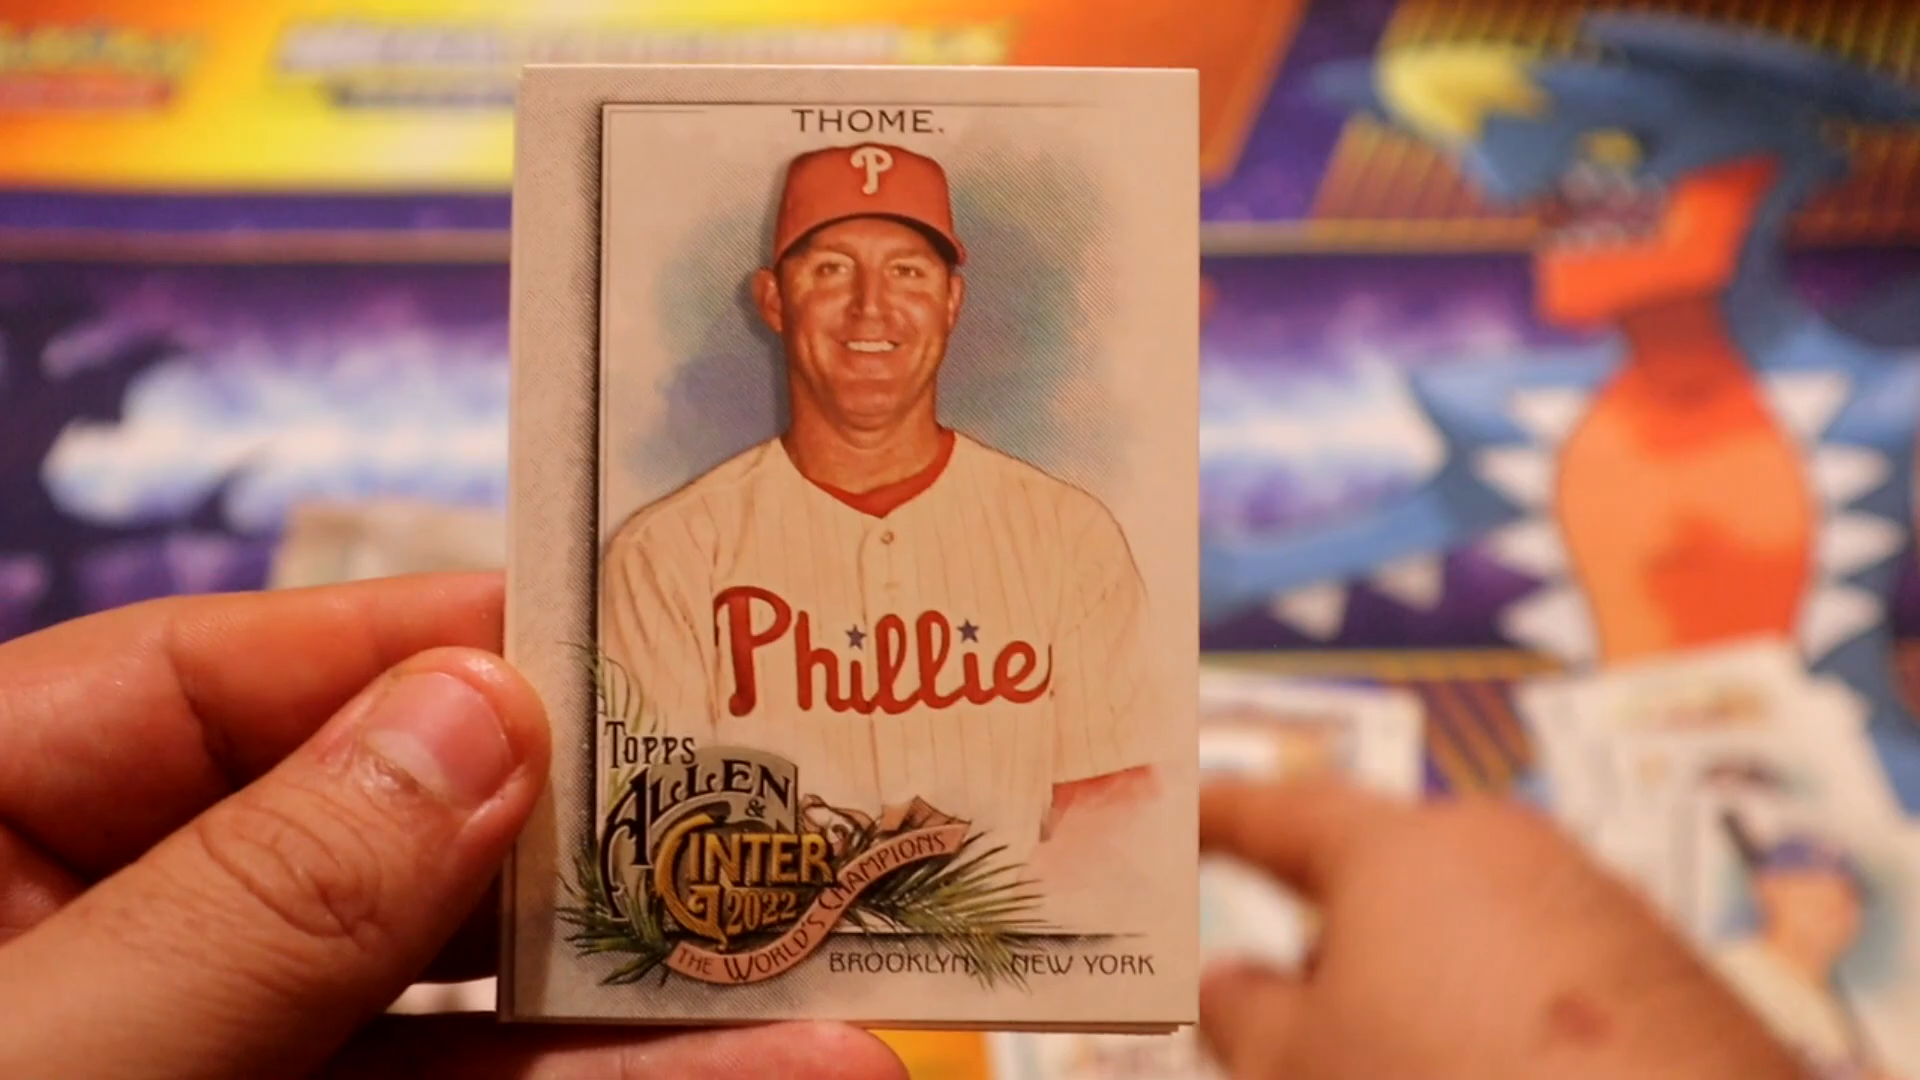 THOME.
P
Phillie
TOPPS
ALLEN
&
GINTER
2022
THE WORLD'S CHAMPIONS
BROOKLYN, NEW YORK